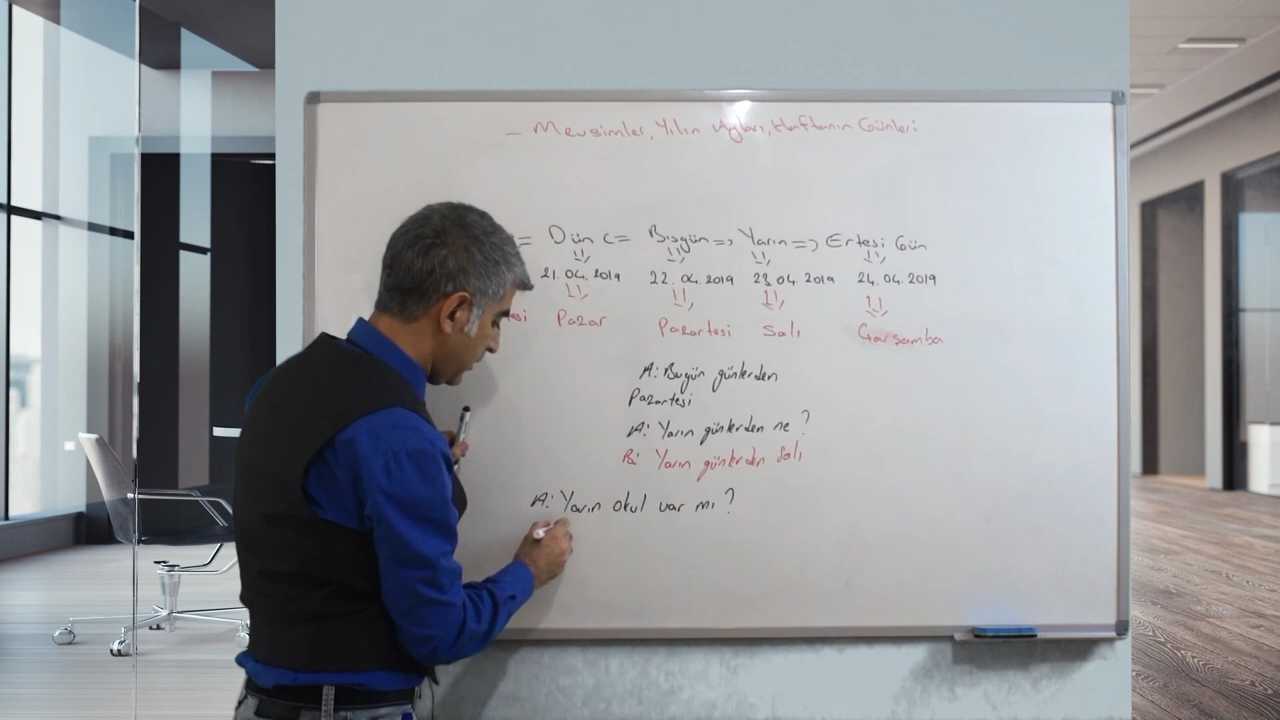 – Mevsimler, Yılın Ayları, Haftanın Günleri
= Dün <= Bugün => Yarın => Ertesi Gün
21.04.2019 22.04.2019 23.04.2019 24.04.2019
esi Pazar Pazartesi Salı Çarşamba
A: Bugün günlerden
Pazartesi
A: Yarın günlerden ne?
B: Yarın günlerden Salı
A: Yarın okul var mı?